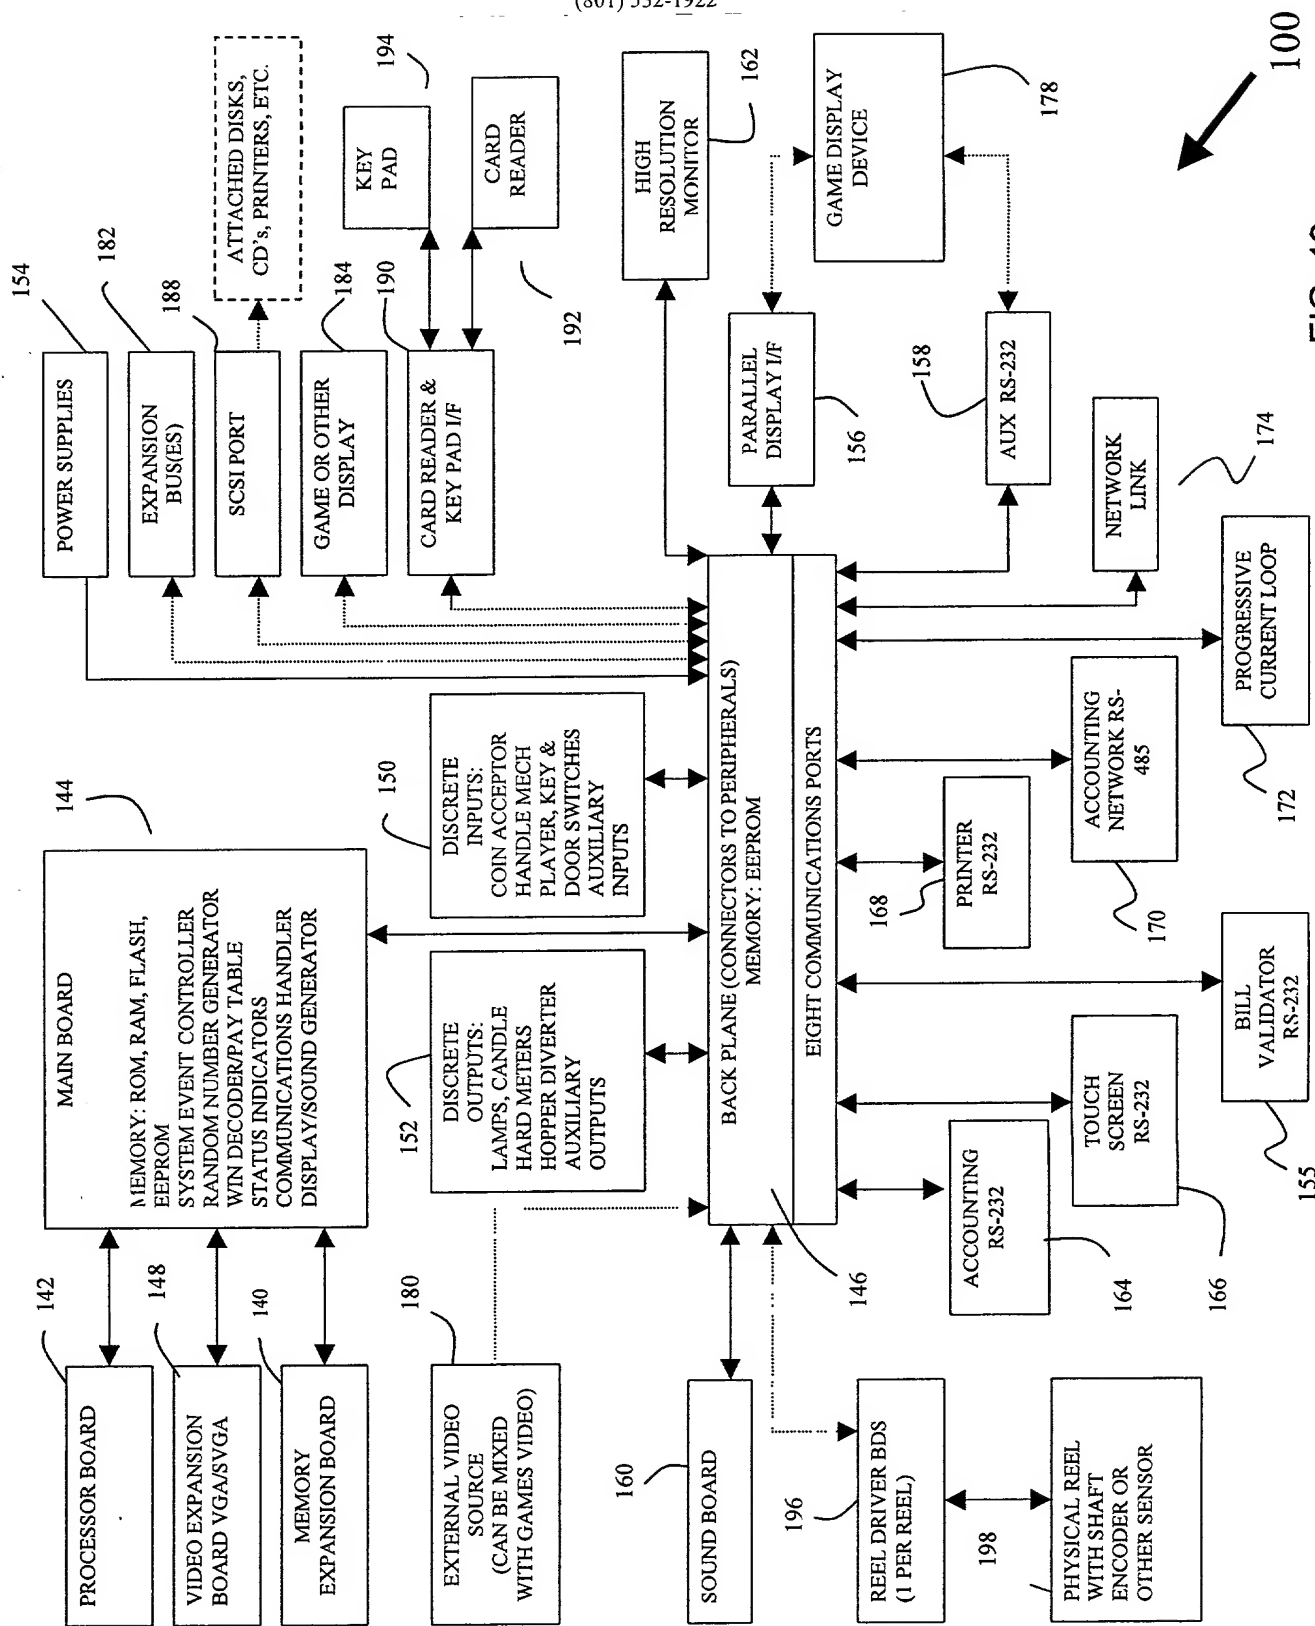 (801) 532-1922
PROCESSOR BOARD
142
VIDEO EXPANSION
BOARD VGA/SVGA
148
MEMORY
EXPANSION BOARD
140
MAIN BOARD
MEMORY: ROM, RAM, FLASH,
EEPROM
SYSTEM EVENT CONTROLLER
RANDOM NUMBER GENERATOR
WIN DECODER/PAY TABLE
STATUS INDICATORS
COMMUNICATIONS HANDLER
DISPLAY/SOUND GENERATOR
144
POWER SUPPLIES
154
EXPANSION
BUS(ES)
182
SCSI PORT
188
ATTACHED DISKS,
CD's, PRINTERS, ETC.
GAME OR OTHER
DISPLAY
184
CARD READER &
KEY PAD I/F
190
KEY
PAD
194
CARD
READER
192
EXTERNAL VIDEO
SOURCE
(CAN BE MIXED
WITH GAMES VIDEO)
180
DISCRETE
OUTPUTS:
LAMPS, CANDLE
HARD METERS
HOPPER DIVERTER
AUXILIARY
OUTPUTS
152
DISCRETE
INPUTS:
COIN ACCEPTOR
HANDLE MECH
PLAYER, KEY &
DOOR SWITCHES
AUXILIARY
INPUTS
150
HIGH
RESOLUTION
MONITOR
162
SOUND BOARD
160
BACK PLANE (CONNECTORS TO PERIPHERALS)
MEMORY: EEPROM
EIGHT COMMUNICATIONS PORTS
146
PARALLEL
DISPLAY I/F
156
GAME DISPLAY
DEVICE
178
REEL DRIVER BDS
(1 PER REEL)
196
198
PHYSICAL REEL
WITH SHAFT
ENCODER OR
OTHER SENSOR
ACCOUNTING
RS-232
164
TOUCH
SCREEN
RS-232
166
BILL
VALIDATOR
RS-232
155
PRINTER
RS-232
168
ACCOUNTING
NETWORK RS-
485
170
PROGRESSIVE
CURRENT LOOP
172
NETWORK
LINK
174
AUX RS-232
158
100